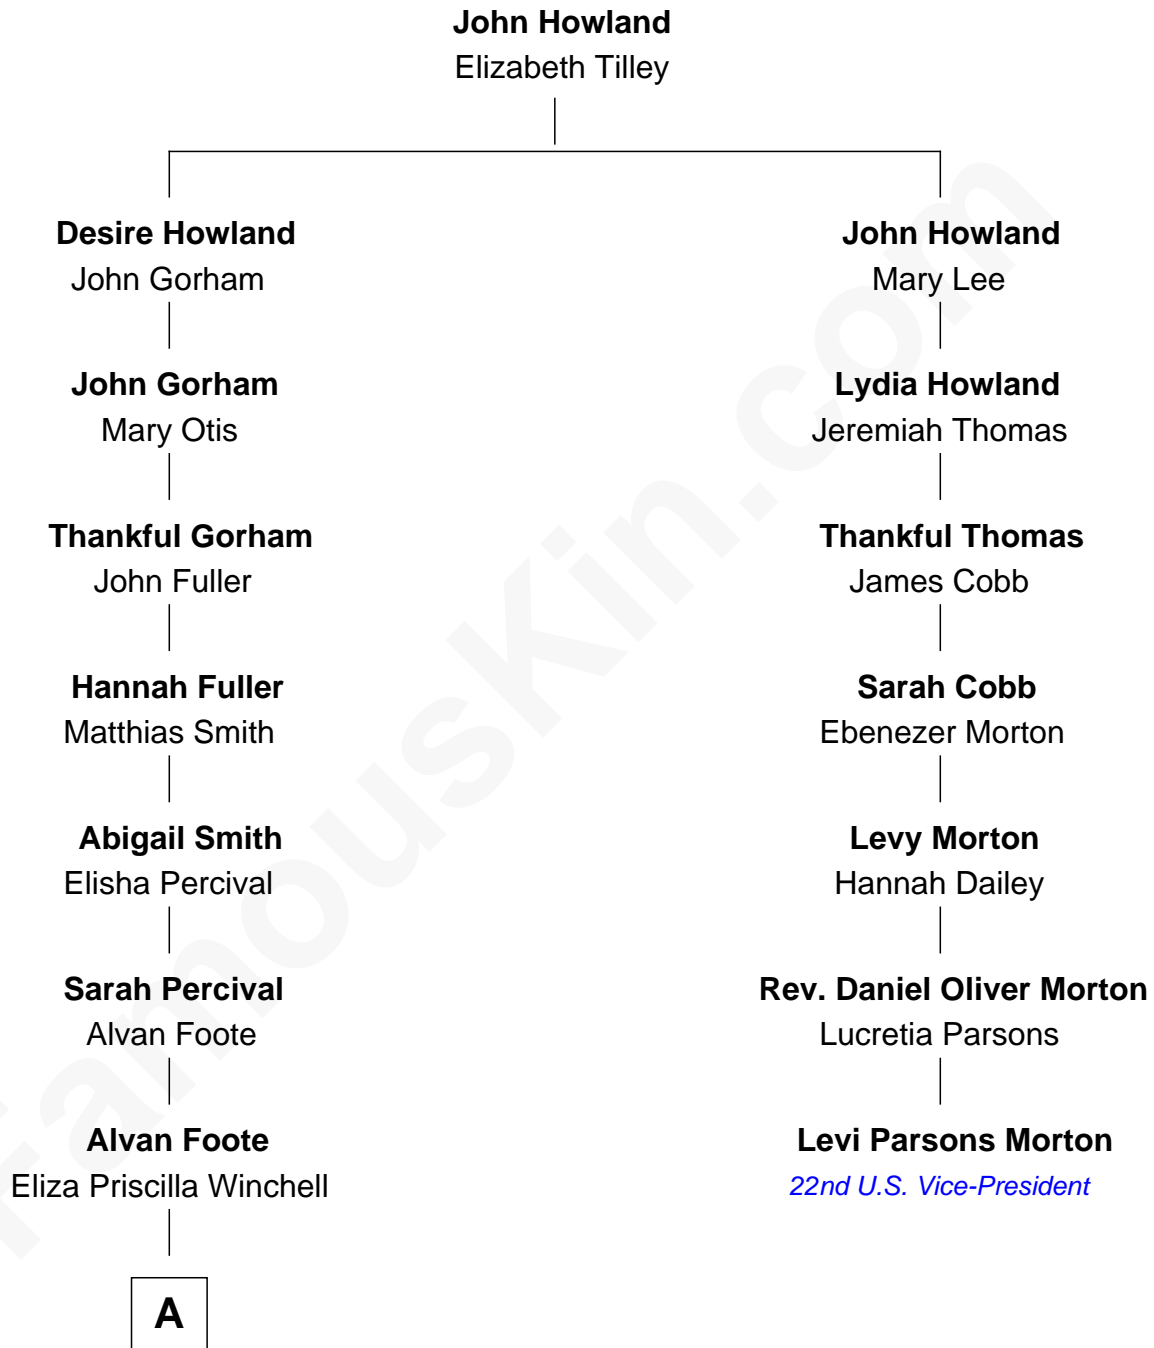 John Howland
Elizabeth Tilley
Desire Howland
John Gorham
John Howland
Mary Lee
John Gorham
Mary Otis
Lydia Howland
Jeremiah Thomas
Thankful Gorham
John Fuller
Thankful Thomas
James Cobb
Hannah Fuller
Matthias Smith
Sarah Cobb
Ebenezer Morton
Abigail Smith
Elisha Percival
Levy Morton
Hannah Dailey
Sarah Percival
Alvan Foote
Rev. Daniel Oliver Morton
Lucretia Parsons
Alvan Foote
Eliza Priscilla Winchell
Levi Parsons Morton
22nd U.S. Vice-President
A
FamousKin.com